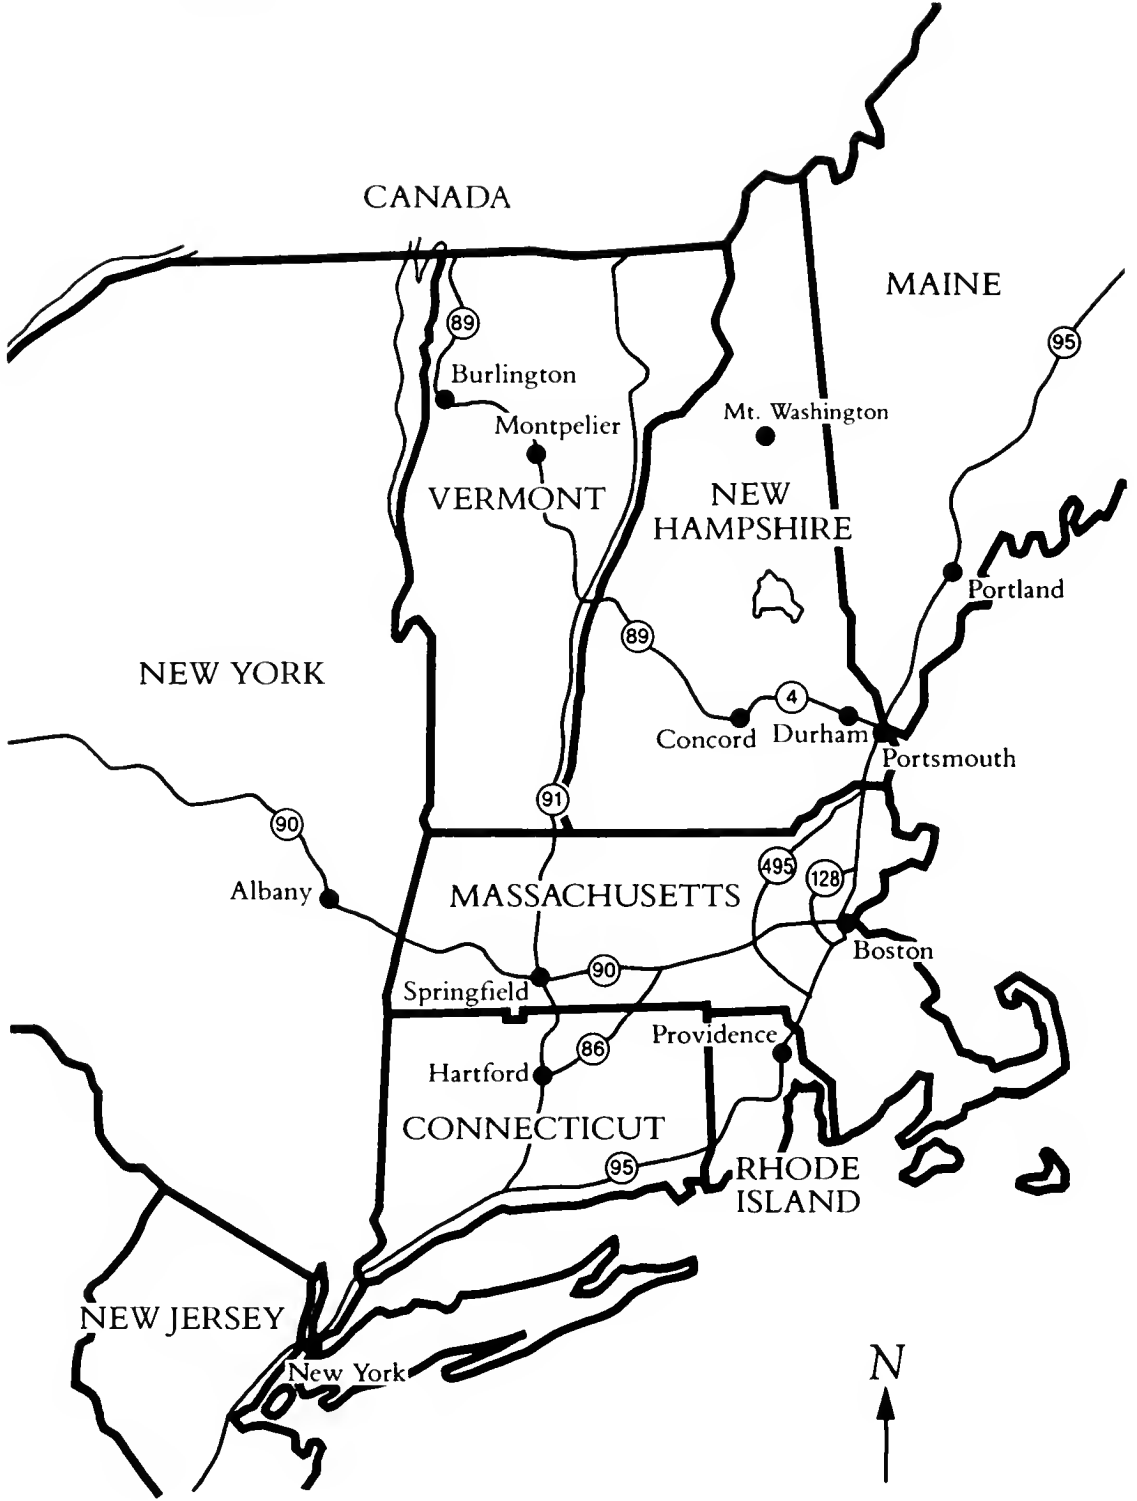 CANADA
MAINE
89
95
Burlington
Mt. Washington
Montpelier
VERMONT
NEW
HAMPSHIRE
Portland
89
NEW YORK
4
Concord
Durham
Portsmouth
91
90
495
128
Albany
MASSACHUSETTS
Boston
90
Springfield
Providence
86
Hartford
CONNECTICUT
95
RHODE
ISLAND
NEW JERSEY
New York
N